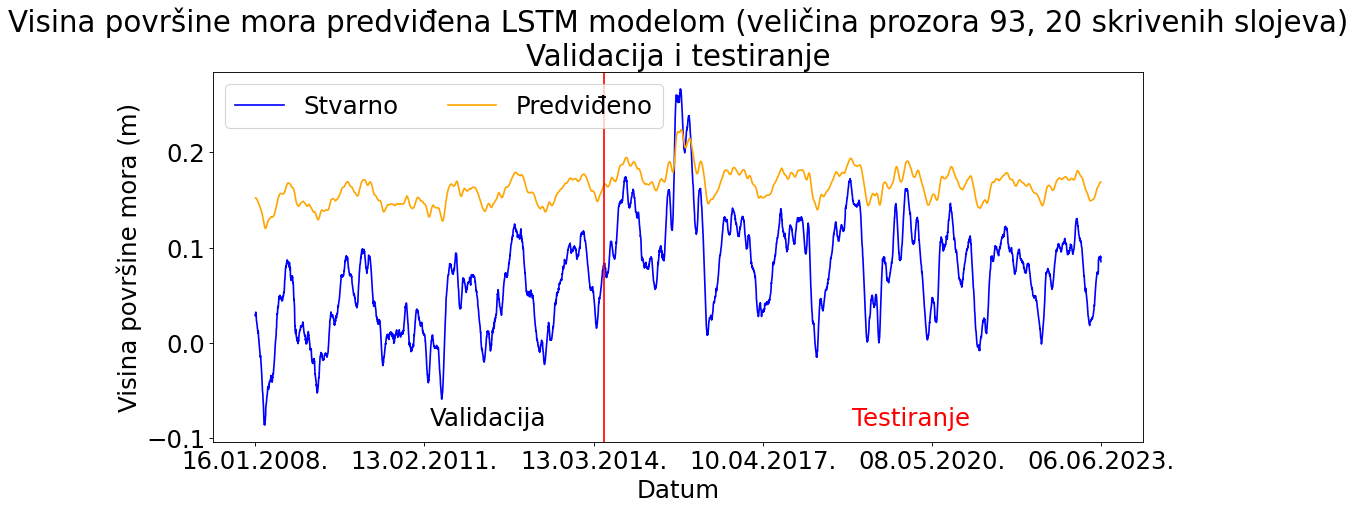 Visina površine mora predviđena LSTM modelom (veličina prozora 93, 20 skrivenih slojeva)
Validacija i testiranje
Stvarno
Predviđeno
Visina površine mora (m)
0.2
0.1
0.0
−0.1
Validacija
Testiranje
16.01.2008.
13.02.2011.
13.03.2014.
10.04.2017.
08.05.2020.
06.06.2023.
Datum